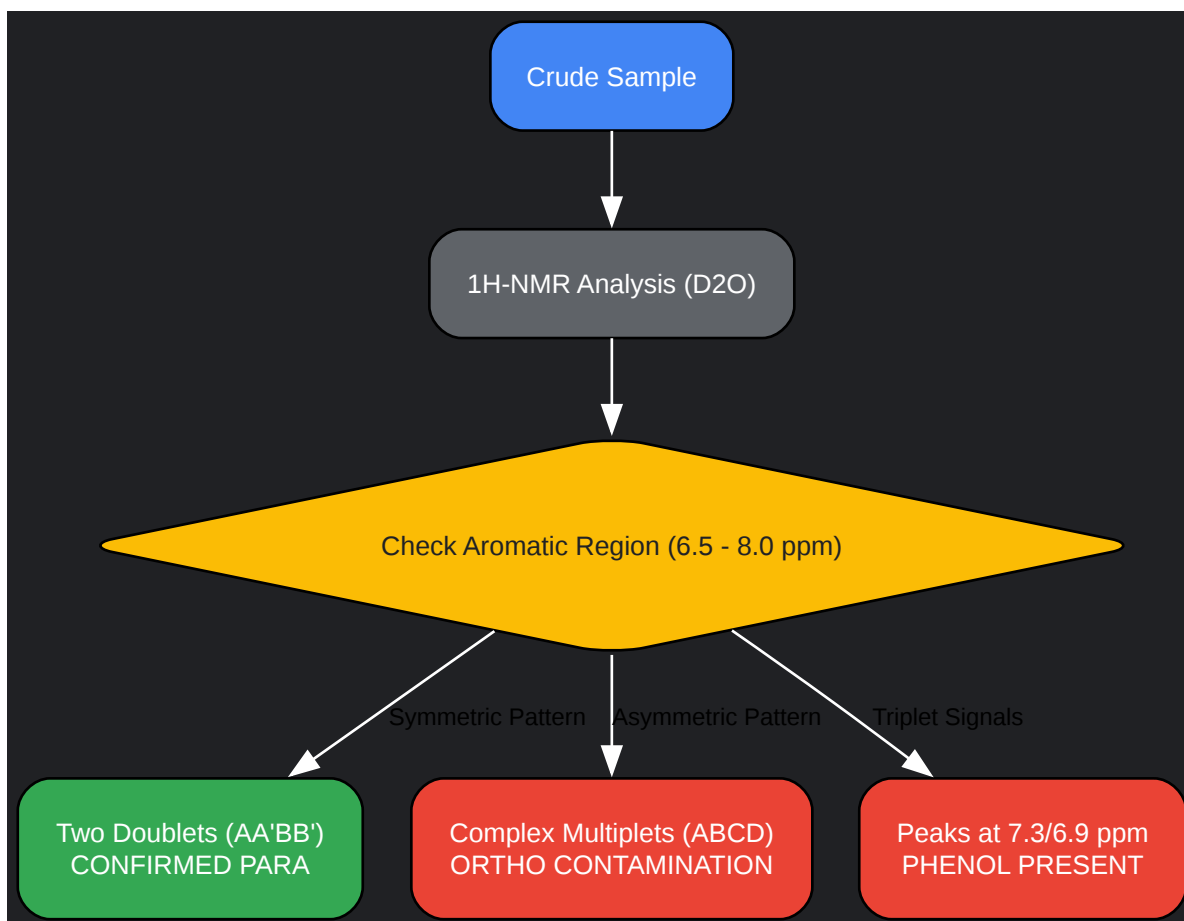 Crude Sample
1H-NMR Analysis (D2O)
Check Aromatic Region (6.5 - 8.0 ppm)
Symmetric Pattern
Asymmetric Pattern
Triplet Signals
Two Doublets (AA'BB')
CONFIRMED PARA
Complex Multiplets (ABCD)
ORTHO CONTAMINATION
Peaks at 7.3/6.9 ppm
PHENOL PRESENT